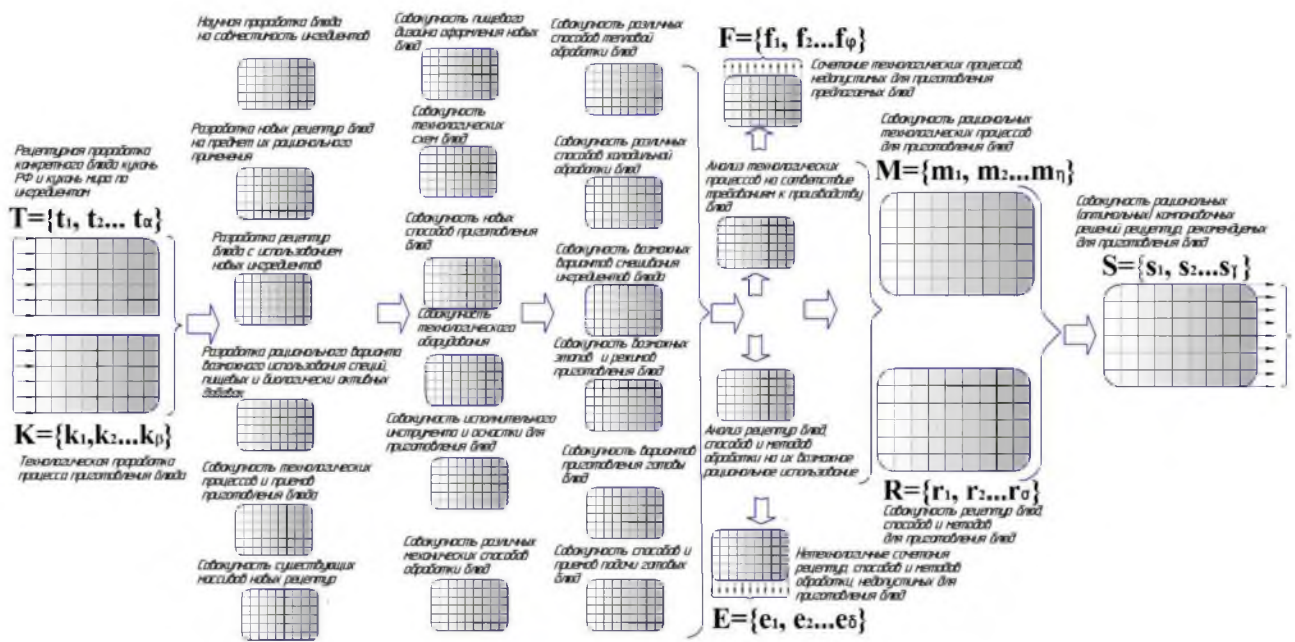 Рецептурная проработка
конкретного блюда кухонь
РФ и кухонь мира по
ингредиентом
T={t₁, t₂... tα}
K={k₁,k₂...kβ}
Технологическая проработка
процесса приготовления блюда
Научная проработка блюда
на совместимость ингредиентов
Разработка новых рецептур блюд
на предмет их рационального
применения
Разработка рецептур
блюда с использованием
новых ингредиентов
Разработка рационального варианта
возможного использования специй,
пищевых и биологически активных
добавок
Совокупность технологических
процессов и приемов
приготовления блюда
Совокупность существующих
массивов новых рецептур
Совокупность пищевого
дизайна оформления новых
блюд
Совокупность
технологических
схем блюд
Совокупность новых
способов приготовления
блюд
Совокупность
технологического
оборудования
Совокупность исполнительного
инструмента и оснастки для
приготовления блюд
Совокупность различных
механических способов
обработки блюд
Совокупность различных
способов тепловой
обработки блюд
Совокупность различных
способов холодильной
обработки блюд
Совокупность возможных
вариантов смешивания
ингредиентов блюда
Совокупность возможных
этапов и режимов
приготовления блюд
Совокупность вариантов
приготовления готовы
блюд
Совокупность способов и
приемов подачи готовых
блюд
F={f₁, f₂...fφ}
Сочетание технологических процессов,
недопустимых для приготовления
предлагаемых блюд
Анализ технологических
процессов на сответствие
требованиям к производству
блюд
Анализ рецептур блюд,
способов и методов
обработки на их возможное
рациональное использование
Нетехнологичные сочетания
рецептур, способов и методов
обработки, недопустимых для
приготовления блюд
E={e₁, e₂...eδ}
Совокупность рациональных
технологических процессов
для приготовления блюд
M={m₁, m₂...mη}
R={r₁, r₂...rσ}
Совокупность рецептур блюд,
способов и методов
для приготовления блюд
Совокупность рациональных
(оптимальных) компоновочных
решений рецептур, рекомендуемых
для приготовления блюд
S={s₁, s₂...sγ}